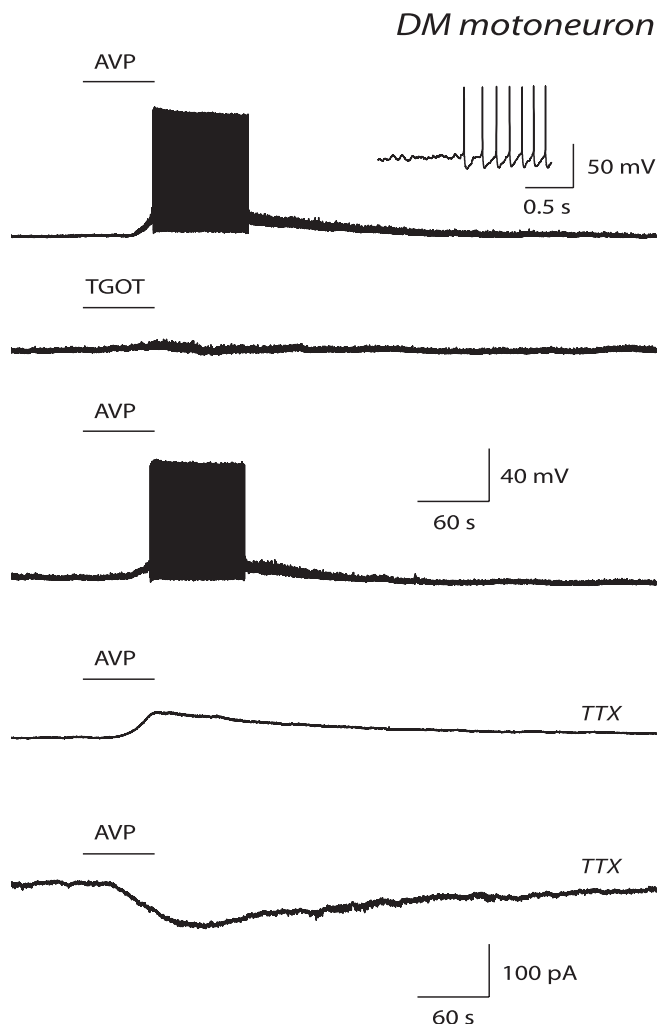 DM motoneuron
AVP
50 mV
0.5 s
TGOT
AVP
40 mV
60 s
AVP
TTX
AVP
TTX
100 pA
60 s